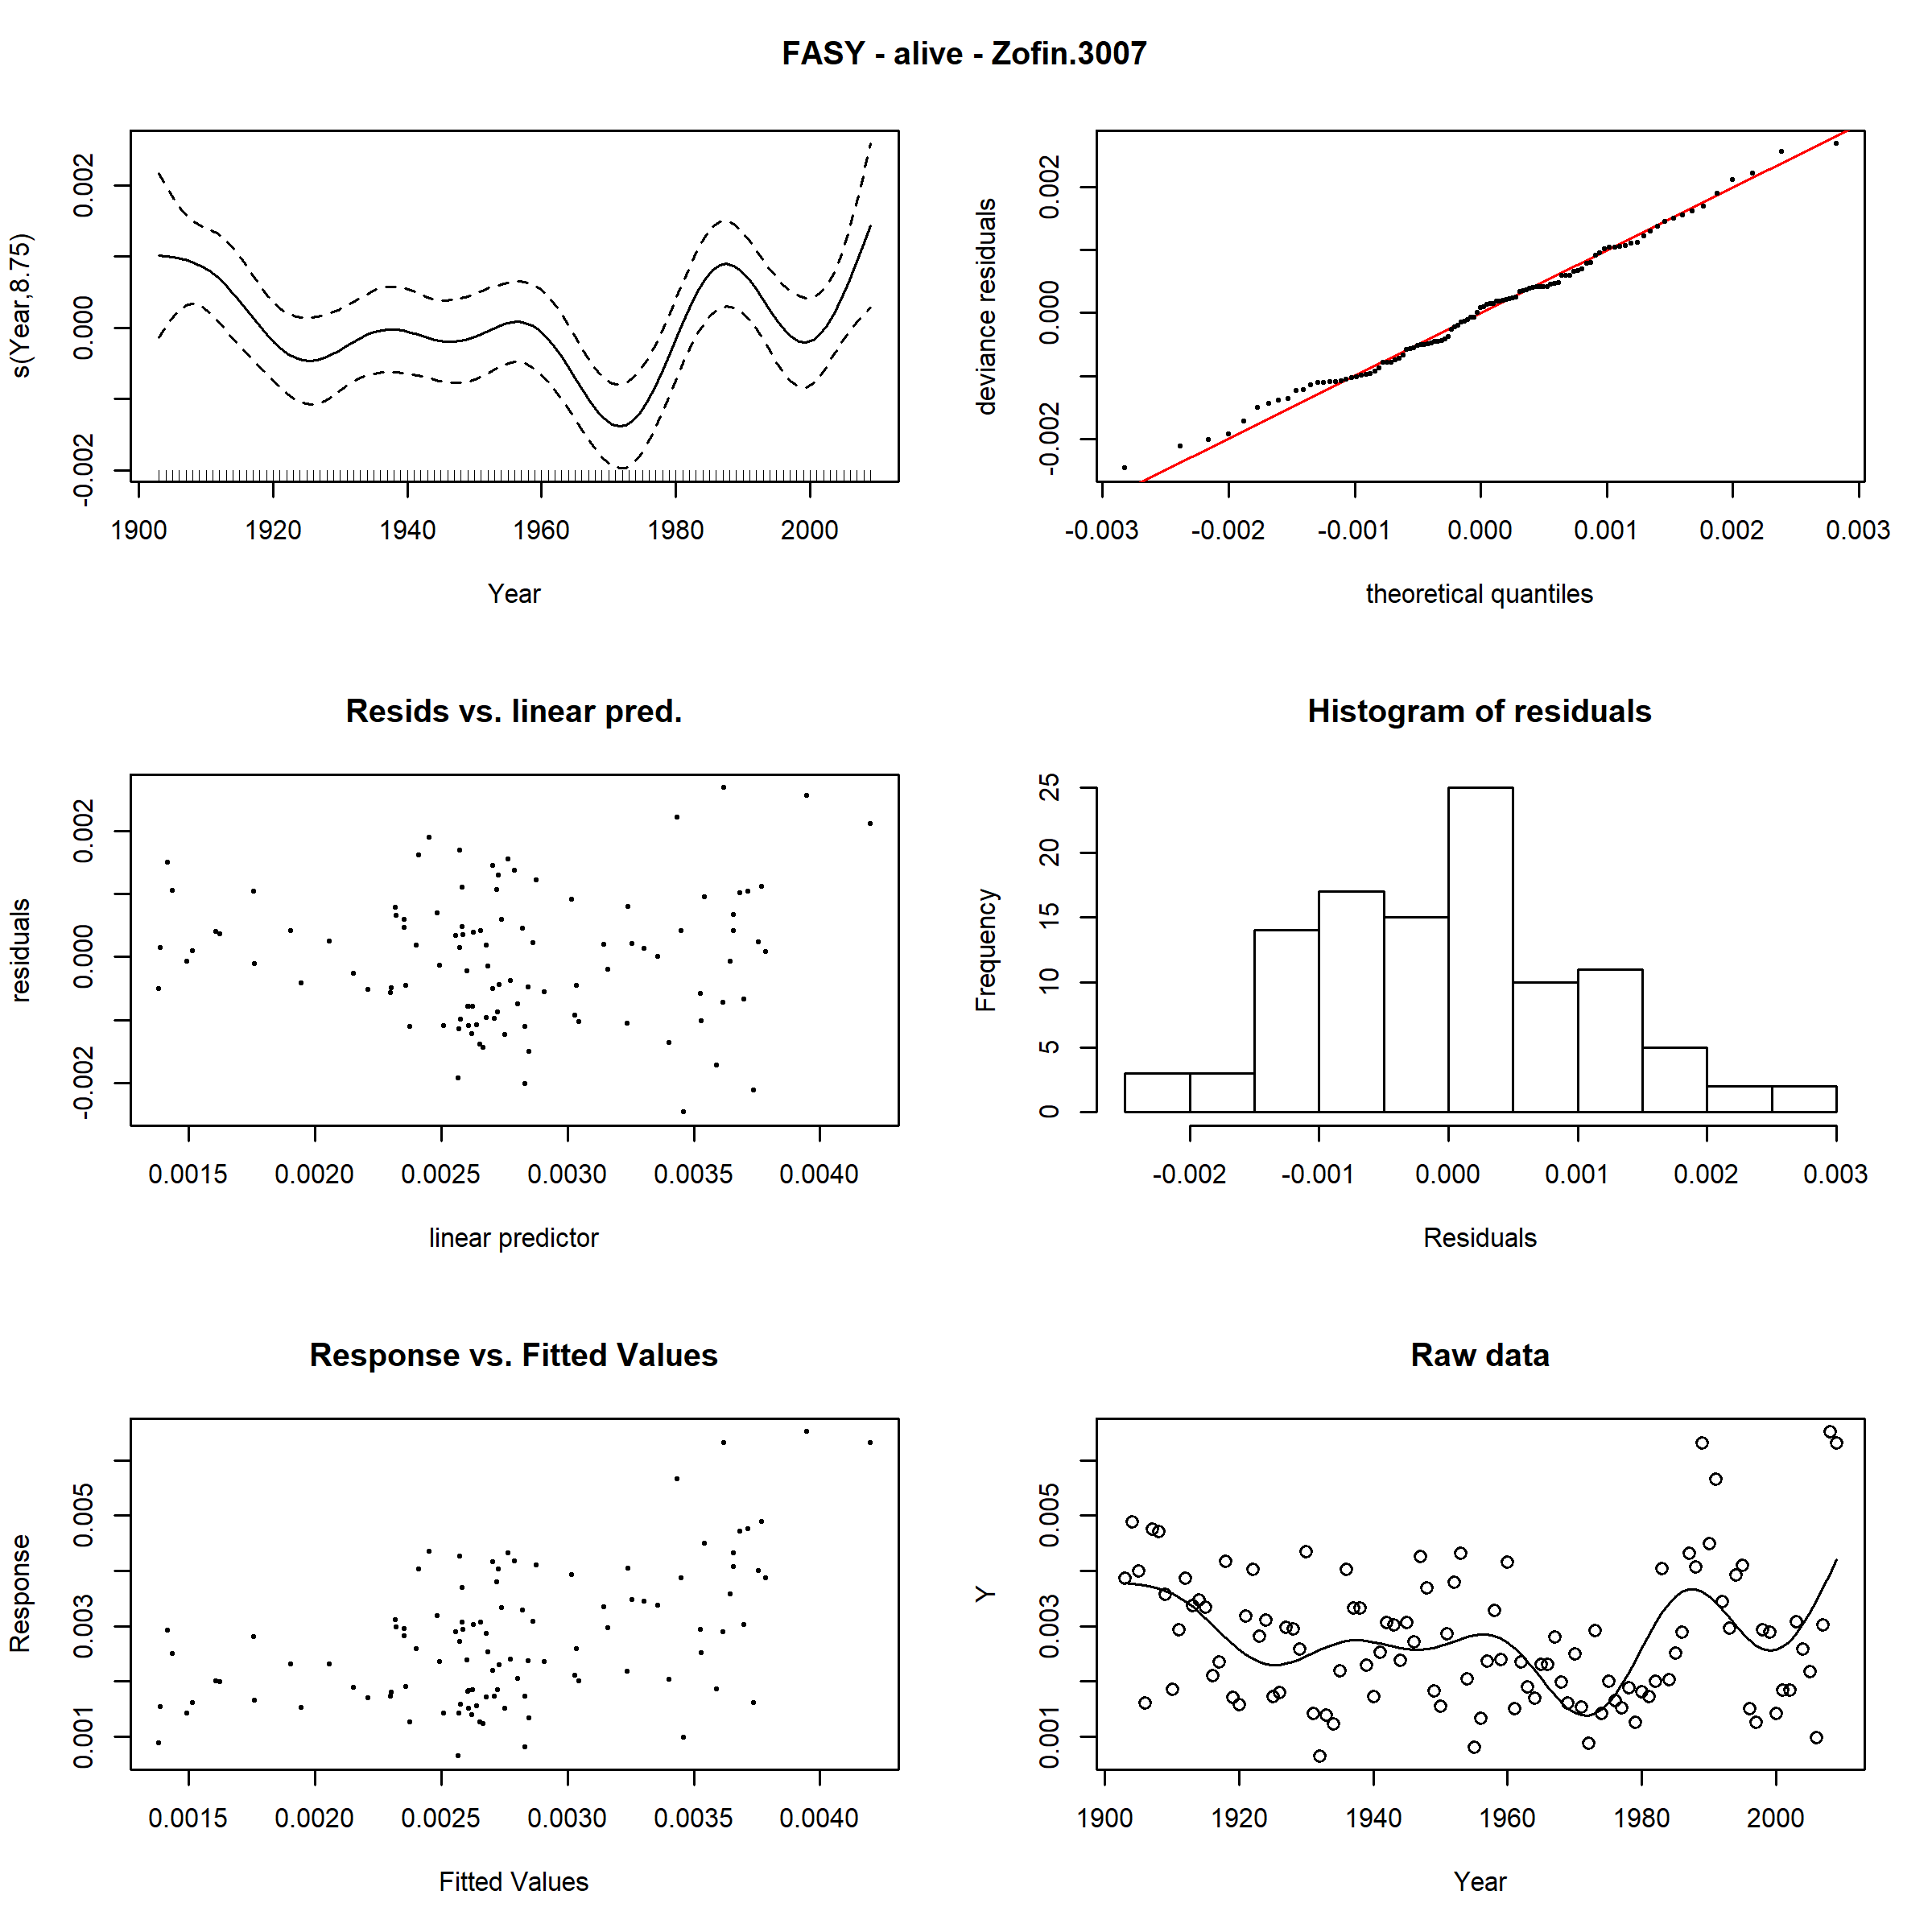 FASY - alive - Zofin.3007
s(Year,8.75)
0.002
0.000
-0.002
1900 1920 1940 1960 1980 2000
Year
deviance residuals
0.002
0.000
-0.002
-0.003 -0.002 -0.001 0.000 0.001 0.002 0.003
theoretical quantiles
Resids vs. linear pred.
residuals
0.002
0.000
-0.002
0.0015 0.0020 0.0025 0.0030 0.0035 0.0040
linear predictor
Histogram of residuals
Frequency
25
20
15
10
5
0
-0.002 -0.001 0.000 0.001 0.002 0.003
Residuals
Response vs. Fitted Values
Response
0.005
0.003
0.001
0.0015 0.0020 0.0025 0.0030 0.0035 0.0040
Fitted Values
Raw data
Y
0.005
0.003
0.001
1900 1920 1940 1960 1980 2000
Year